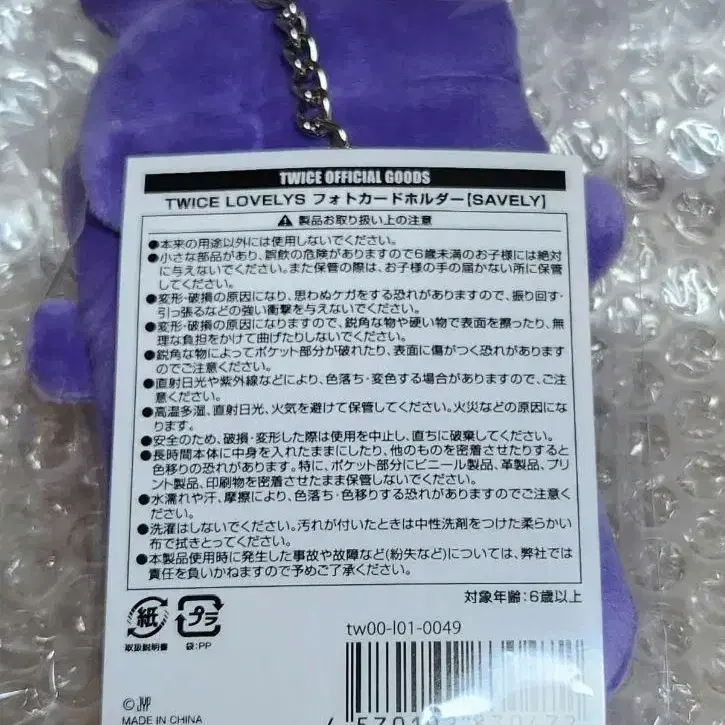 TWICE OFFICIAL GOODS
TWICE LOVELYS フォトカードホルダー[SAVELY]
製品お取り扱い上の注意
●本来の用途以外には使用しないでください。
●小さな部品があり、誤飲の危険がありますので6歳未満のお子様には絶対
に与えないでください。また保管の際は、お子様の手の届かない所に保管
してください。
●変形・破損の原因になり、思わぬケガをする恐れがありますので、振り回す・
引っ張るなどの強い衝撃を与えないでください。
●変形・破損の原因になりますので、鋭角な物や硬い物で表面を擦ったり、無
理な負担をかけて曲げたりしないでください。
●鋭角な物によってポケット部分が破れたり、表面に傷がつく恐れがあります
のでご注意ください。
●直射日光や紫外線などにより、色落ち・変色する場合がありますので、ご注
意ください。
●高温多湿、直射日光、火気を避けて保管してください。火災などの原因にな
ります。
●安全のため、破損・変形した際は使用を中止し、直ちに破棄してください。
●長時間本体に中身を入れたままにしたり、他のものを密着させたりすると
色移りの恐れがあります。特に、ポケット部分にビニール製品、革製品、プリ
ント製品、印刷物を密着させたまま保管しないでください。
●水濡れや汗、摩擦により、色落ち・色移りする恐れがありますのでご注意く
ださい。
●洗濯はしないでください。汚れが付いたときは中性洗剤をつけた柔らかい
布で拭きとってください。
●本製品使用時に発生した事故や故障など(紛失など)については、弊社では
責任を負いかねますので予めご了承ください。
対象年齢:6歳以上
紙 プラ
取扱説明書 袋:PP
tw00-l01-0049
©JYP
MADE IN CHINA